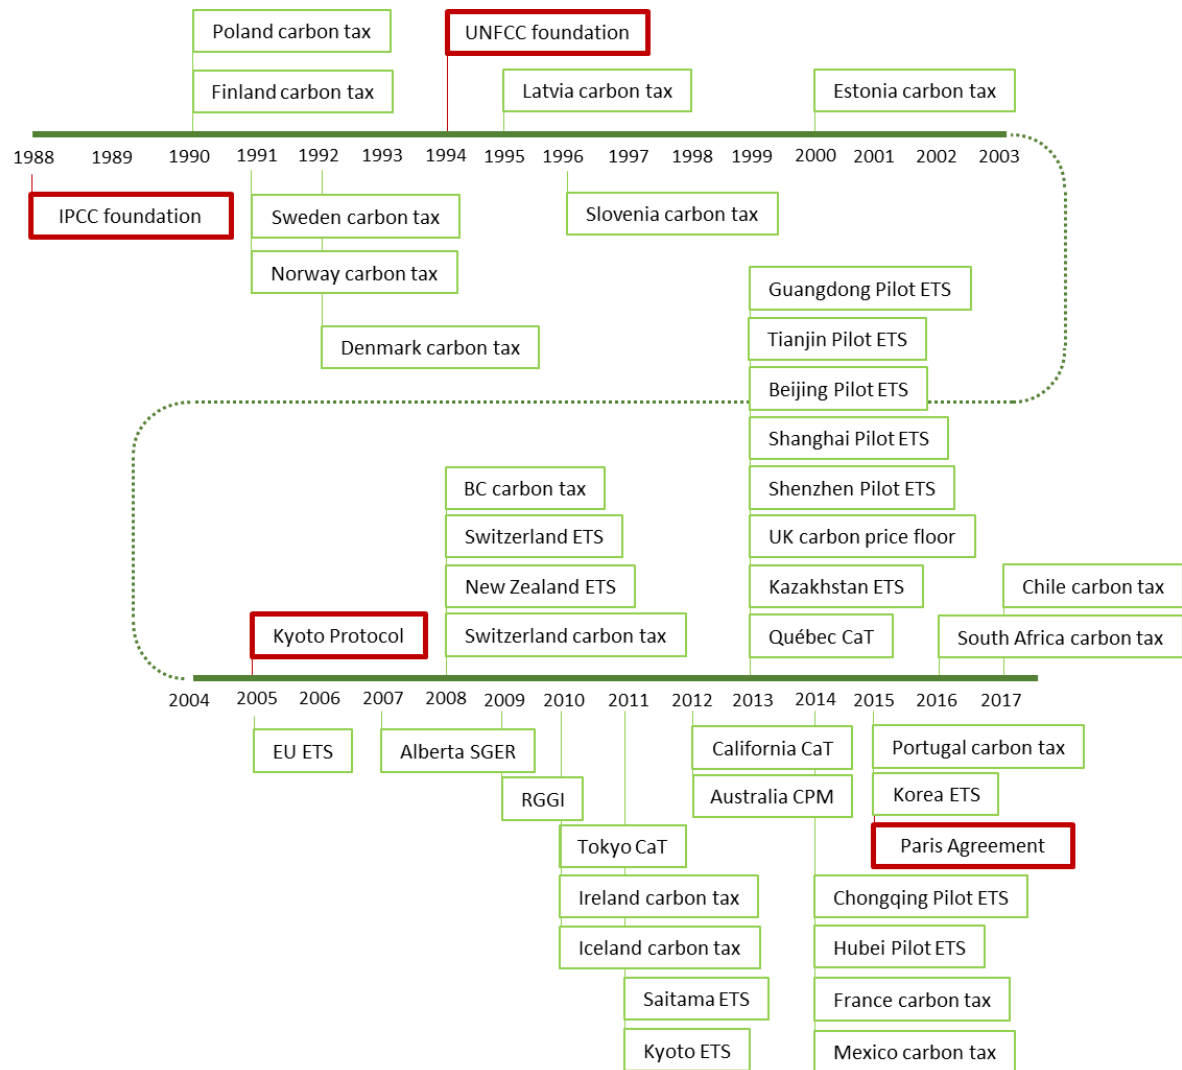 Poland carbon tax
UNFCC foundation
Finland carbon tax
Latvia carbon tax
Estonia carbon tax
1988 1989 1990 1991 1992 1993 1994 1995 1996 1997 1998 1999 2000 2001 2002 2003
IPCC foundation
Sweden carbon tax
Slovenia carbon tax
Norway carbon tax
Denmark carbon tax
Guangdong Pilot ETS
Tianjin Pilot ETS
Beijing Pilot ETS
Shanghai Pilot ETS
BC carbon tax
Shenzhen Pilot ETS
Switzerland ETS
UK carbon price floor
New Zealand ETS
Kazakhstan ETS
Chile carbon tax
Kyoto Protocol
Switzerland carbon tax
Québec CaT
South Africa carbon tax
2004 2005 2006 2007 2008 2009 2010 2011 2012 2013 2014 2015 2016 2017
EU ETS
Alberta SGER
California CaT
Portugal carbon tax
RGGI
Australia CPM
Korea ETS
Tokyo CaT
Paris Agreement
Ireland carbon tax
Chongqing Pilot ETS
Iceland carbon tax
Hubei Pilot ETS
Saitama ETS
France carbon tax
Kyoto ETS
Mexico carbon tax